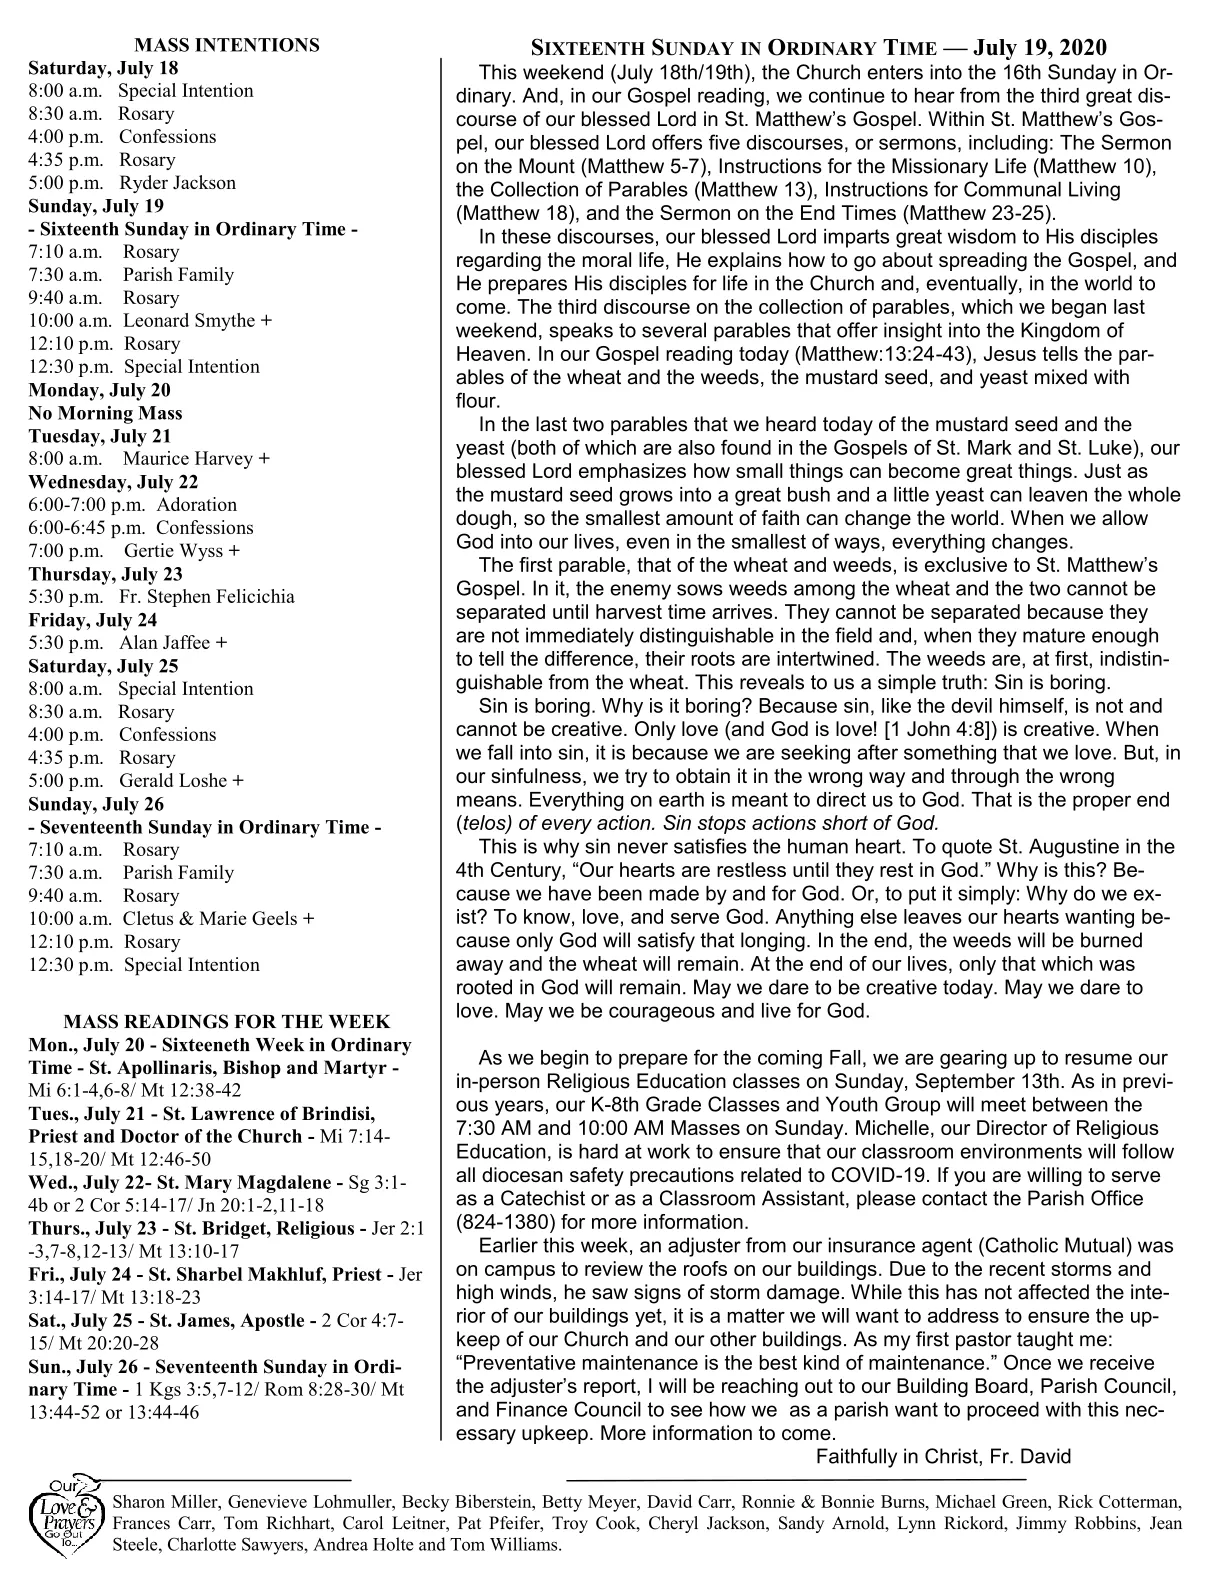 MASS INTENTIONS
Saturday, July 18
8:00 a.m. Special Intention
8:30 a.m. Rosary
4:00 p.m. Confessions
4:35 p.m. Rosary
5:00 p.m. Ryder Jackson
Sunday, July 19
- Sixteenth Sunday in Ordinary Time -
7:10 a.m. Rosary
7:30 a.m. Parish Family
9:40 a.m. Rosary
10:00 a.m. Leonard Smythe +
12:10 p.m. Rosary
12:30 p.m. Special Intention
Monday, July 20
No Morning Mass
Tuesday, July 21
8:00 a.m. Maurice Harvey +
Wednesday, July 22
6:00-7:00 p.m. Adoration
6:00-6:45 p.m. Confessions
7:00 p.m. Gertie Wyss +
Thursday, July 23
5:30 p.m. Fr. Stephen Felicichia
Friday, July 24
5:30 p.m. Alan Jaffee +
Saturday, July 25
8:00 a.m. Special Intention
8:30 a.m. Rosary
4:00 p.m. Confessions
4:35 p.m. Rosary
5:00 p.m. Gerald Loshe +
Sunday, July 26
- Seventeenth Sunday in Ordinary Time -
7:10 a.m. Rosary
7:30 a.m. Parish Family
9:40 a.m. Rosary
10:00 a.m. Cletus & Marie Geels +
12:10 p.m. Rosary
12:30 p.m. Special Intention
MASS READINGS FOR THE WEEK
Mon., July 20 - Sixteeneth Week in Ordinary
Time - St. Apollinaris, Bishop and Martyr -
Mi 6:1-4,6-8/ Mt 12:38-42
Tues., July 21 - St. Lawrence of Brindisi,
Priest and Doctor of the Church - Mi 7:14-
15,18-20/ Mt 12:46-50
Wed., July 22- St. Mary Magdalene - Sg 3:1-
4b or 2 Cor 5:14-17/ Jn 20:1-2,11-18
Thurs., July 23 - St. Bridget, Religious - Jer 2:1
-3,7-8,12-13/ Mt 13:10-17
Fri., July 24 - St. Sharbel Makhluf, Priest - Jer
3:14-17/ Mt 13:18-23
Sat., July 25 - St. James, Apostle - 2 Cor 4:7-
15/ Mt 20:20-28
Sun., July 26 - Seventeenth Sunday in Ordi-
nary Time - 1 Kgs 3:5,7-12/ Rom 8:28-30/ Mt
13:44-52 or 13:44-46
SIXTEENTH SUNDAY IN ORDINARY TIME — July 19, 2020
This weekend (July 18th/19th), the Church enters into the 16th Sunday in Or-
dinary. And, in our Gospel reading, we continue to hear from the third great dis-
course of our blessed Lord in St. Matthew's Gospel. Within St. Matthew's Gos-
pel, our blessed Lord offers five discourses, or sermons, including: The Sermon
on the Mount (Matthew 5-7), Instructions for the Missionary Life (Matthew 10),
the Collection of Parables (Matthew 13), Instructions for Communal Living
(Matthew 18), and the Sermon on the End Times (Matthew 23-25).
In these discourses, our blessed Lord imparts great wisdom to His disciples
regarding the moral life, He explains how to go about spreading the Gospel, and
He prepares His disciples for life in the Church and, eventually, in the world to
come. The third discourse on the collection of parables, which we began last
weekend, speaks to several parables that offer insight into the Kingdom of
Heaven. In our Gospel reading today (Matthew:13:24-43), Jesus tells the par-
ables of the wheat and the weeds, the mustard seed, and yeast mixed with
flour.
In the last two parables that we heard today of the mustard seed and the
yeast (both of which are also found in the Gospels of St. Mark and St. Luke), our
blessed Lord emphasizes how small things can become great things. Just as
the mustard seed grows into a great bush and a little yeast can leaven the whole
dough, so the smallest amount of faith can change the world. When we allow
God into our lives, even in the smallest of ways, everything changes.
The first parable, that of the wheat and weeds, is exclusive to St. Matthew's
Gospel. In it, the enemy sows weeds among the wheat and the two cannot be
separated until harvest time arrives. They cannot be separated because they
are not immediately distinguishable in the field and, when they mature enough
to tell the difference, their roots are intertwined. The weeds are, at first, indistin-
guishable from the wheat. This reveals to us a simple truth: Sin is boring.
Sin is boring. Why is it boring? Because sin, like the devil himself, is not and
cannot be creative. Only love (and God is love! [1 John 4:8]) is creative. When
we fall into sin, it is because we are seeking after something that we love. But, in
our sinfulness, we try to obtain it in the wrong way and through the wrong
means. Everything on earth is meant to direct us to God. That is the proper end
(telos) of every action. Sin stops actions short of God.
This is why sin never satisfies the human heart. To quote St. Augustine in the
4th Century, “Our hearts are restless until they rest in God.” Why is this? Be-
cause we have been made by and for God. Or, to put it simply: Why do we ex-
ist? To know, love, and serve God. Anything else leaves our hearts wanting be-
cause only God will satisfy that longing. In the end, the weeds will be burned
away and the wheat will remain. At the end of our lives, only that which was
rooted in God will remain. May we dare to be creative today. May we dare to
love. May we be courageous and live for God.
As we begin to prepare for the coming Fall, we are gearing up to resume our
in-person Religious Education classes on Sunday, September 13th. As in previ-
ous years, our K-8th Grade Classes and Youth Group will meet between the
7:30 AM and 10:00 AM Masses on Sunday. Michelle, our Director of Religious
Education, is hard at work to ensure that our classroom environments will follow
all diocesan safety precautions related to COVID-19. If you are willing to serve
as a Catechist or as a Classroom Assistant, please contact the Parish Office
(824-1380) for more information.
Earlier this week, an adjuster from our insurance agent (Catholic Mutual) was
on campus to review the roofs on our buildings. Due to the recent storms and
high winds, he saw signs of storm damage. While this has not affected the inte-
rior of our buildings yet, it is a matter we will want to address to ensure the up-
keep of our Church and our other buildings. As my first pastor taught me:
“Preventative maintenance is the best kind of maintenance.” Once we receive
the adjuster's report, I will be reaching out to our Building Board, Parish Council,
and Finance Council to see how we as a parish want to proceed with this nec-
essary upkeep. More information to come.
Faithfully in Christ, Fr. David
Our
Love &
Prayers
Go Out
To...
Sharon Miller, Genevieve Lohmuller, Becky Biberstein, Betty Meyer, David Carr, Ronnie & Bonnie Burns, Michael Green, Rick Cotterman,
Frances Carr, Tom Richhart, Carol Leitner, Pat Pfeifer, Troy Cook, Cheryl Jackson, Sandy Arnold, Lynn Rickord, Jimmy Robbins, Jean
Steele, Charlotte Sawyers, Andrea Holte and Tom Williams.